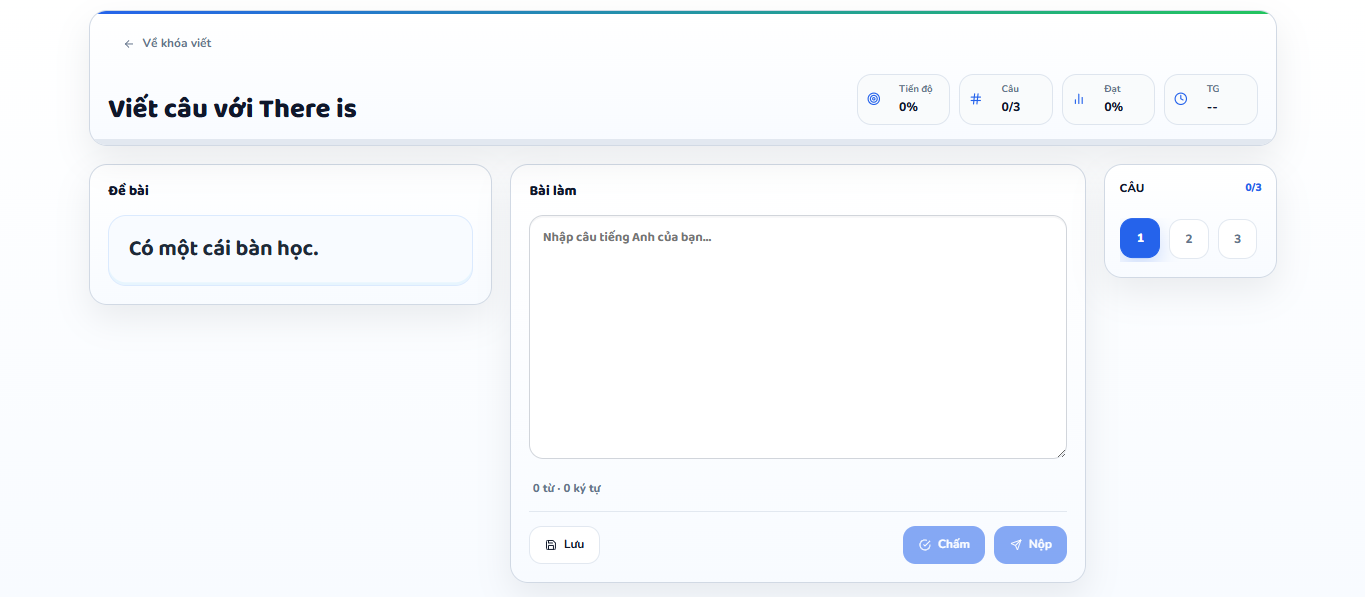 Về khóa viết
Viết câu với There is
Tiến độ
0%
Câu
0/3
Đạt
0%
TG
--
Đề bài
Có một cái bàn học.
Bài làm
Nhập câu tiếng Anh của bạn...
0 từ · 0 ký tự
Lưu
Chấm
Nộp
CÂU
0/3
1
2
3